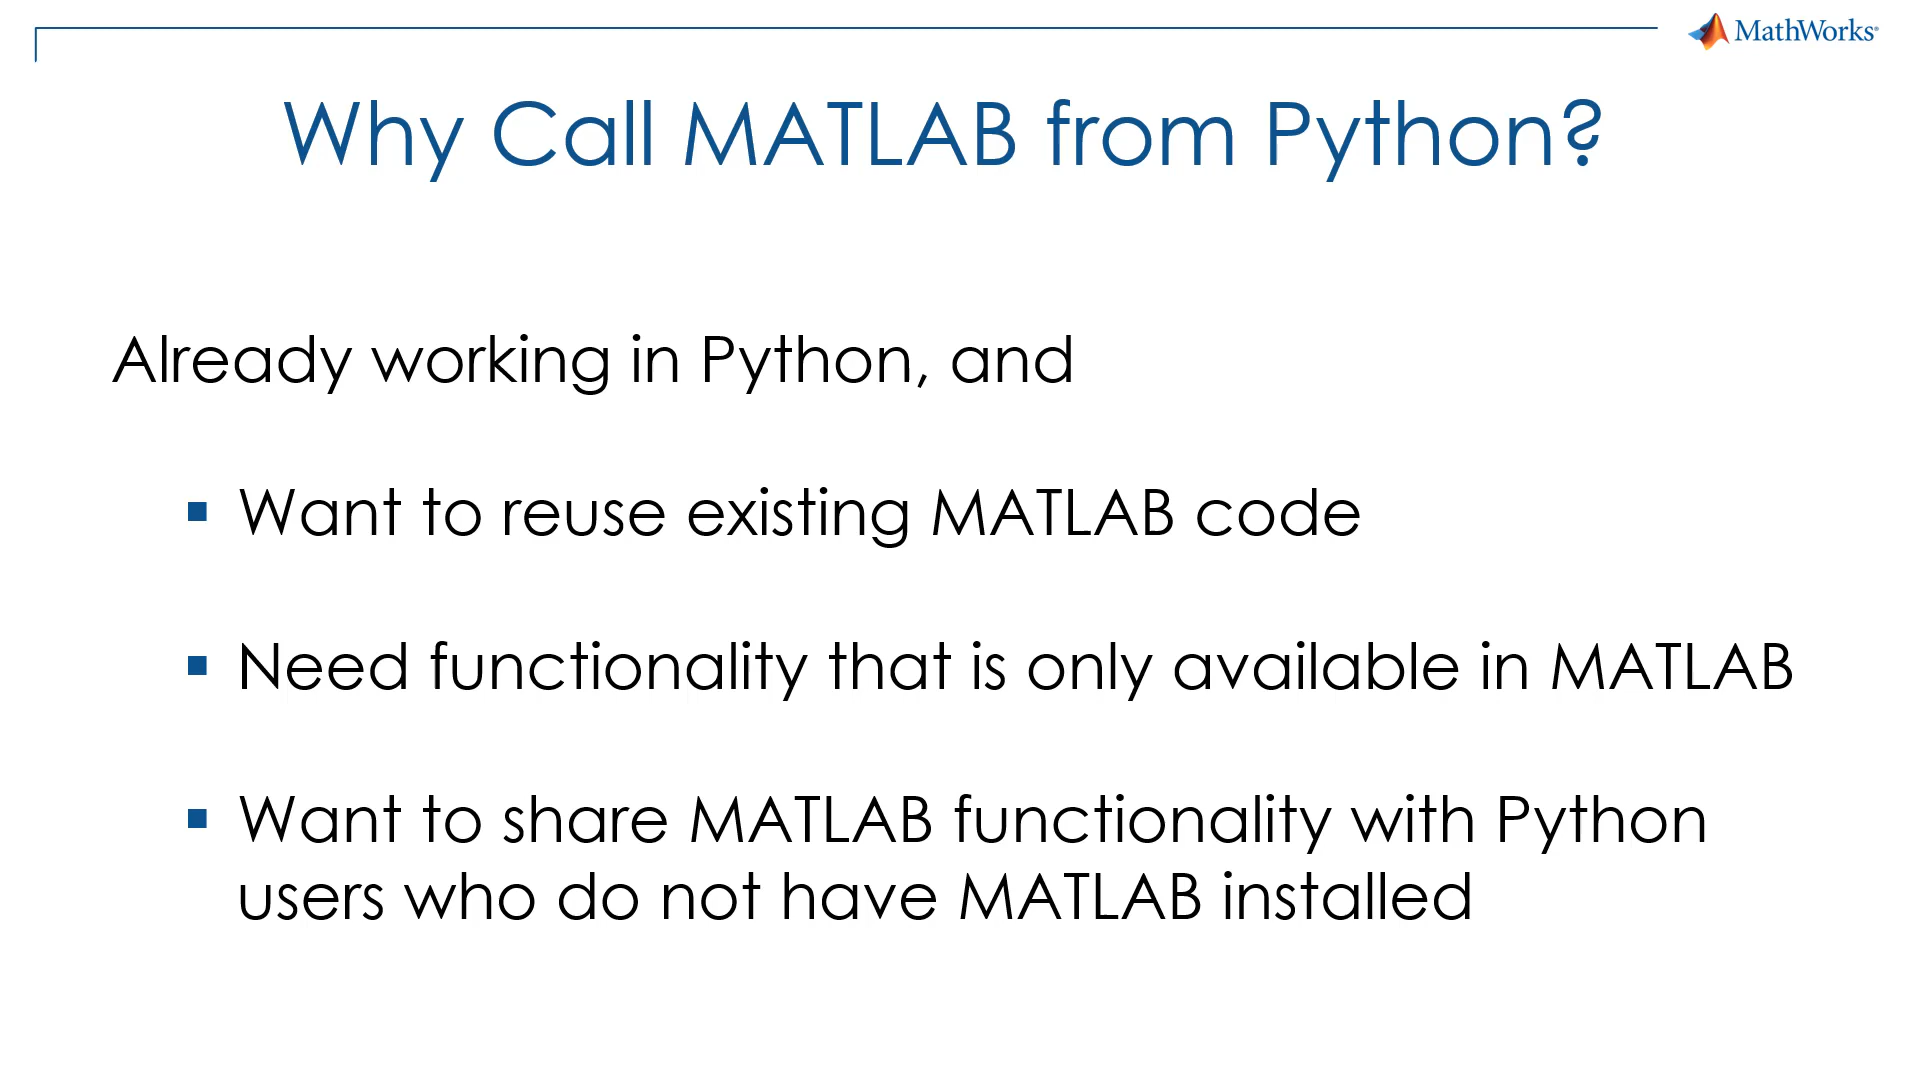 MathWorks®
Why Call MATLAB from Python?
Already working in Python, and
▪ Want to reuse existing MATLAB code
▪ Need functionality that is only available in MATLAB
▪ Want to share MATLAB functionality with Python
users who do not have MATLAB installed